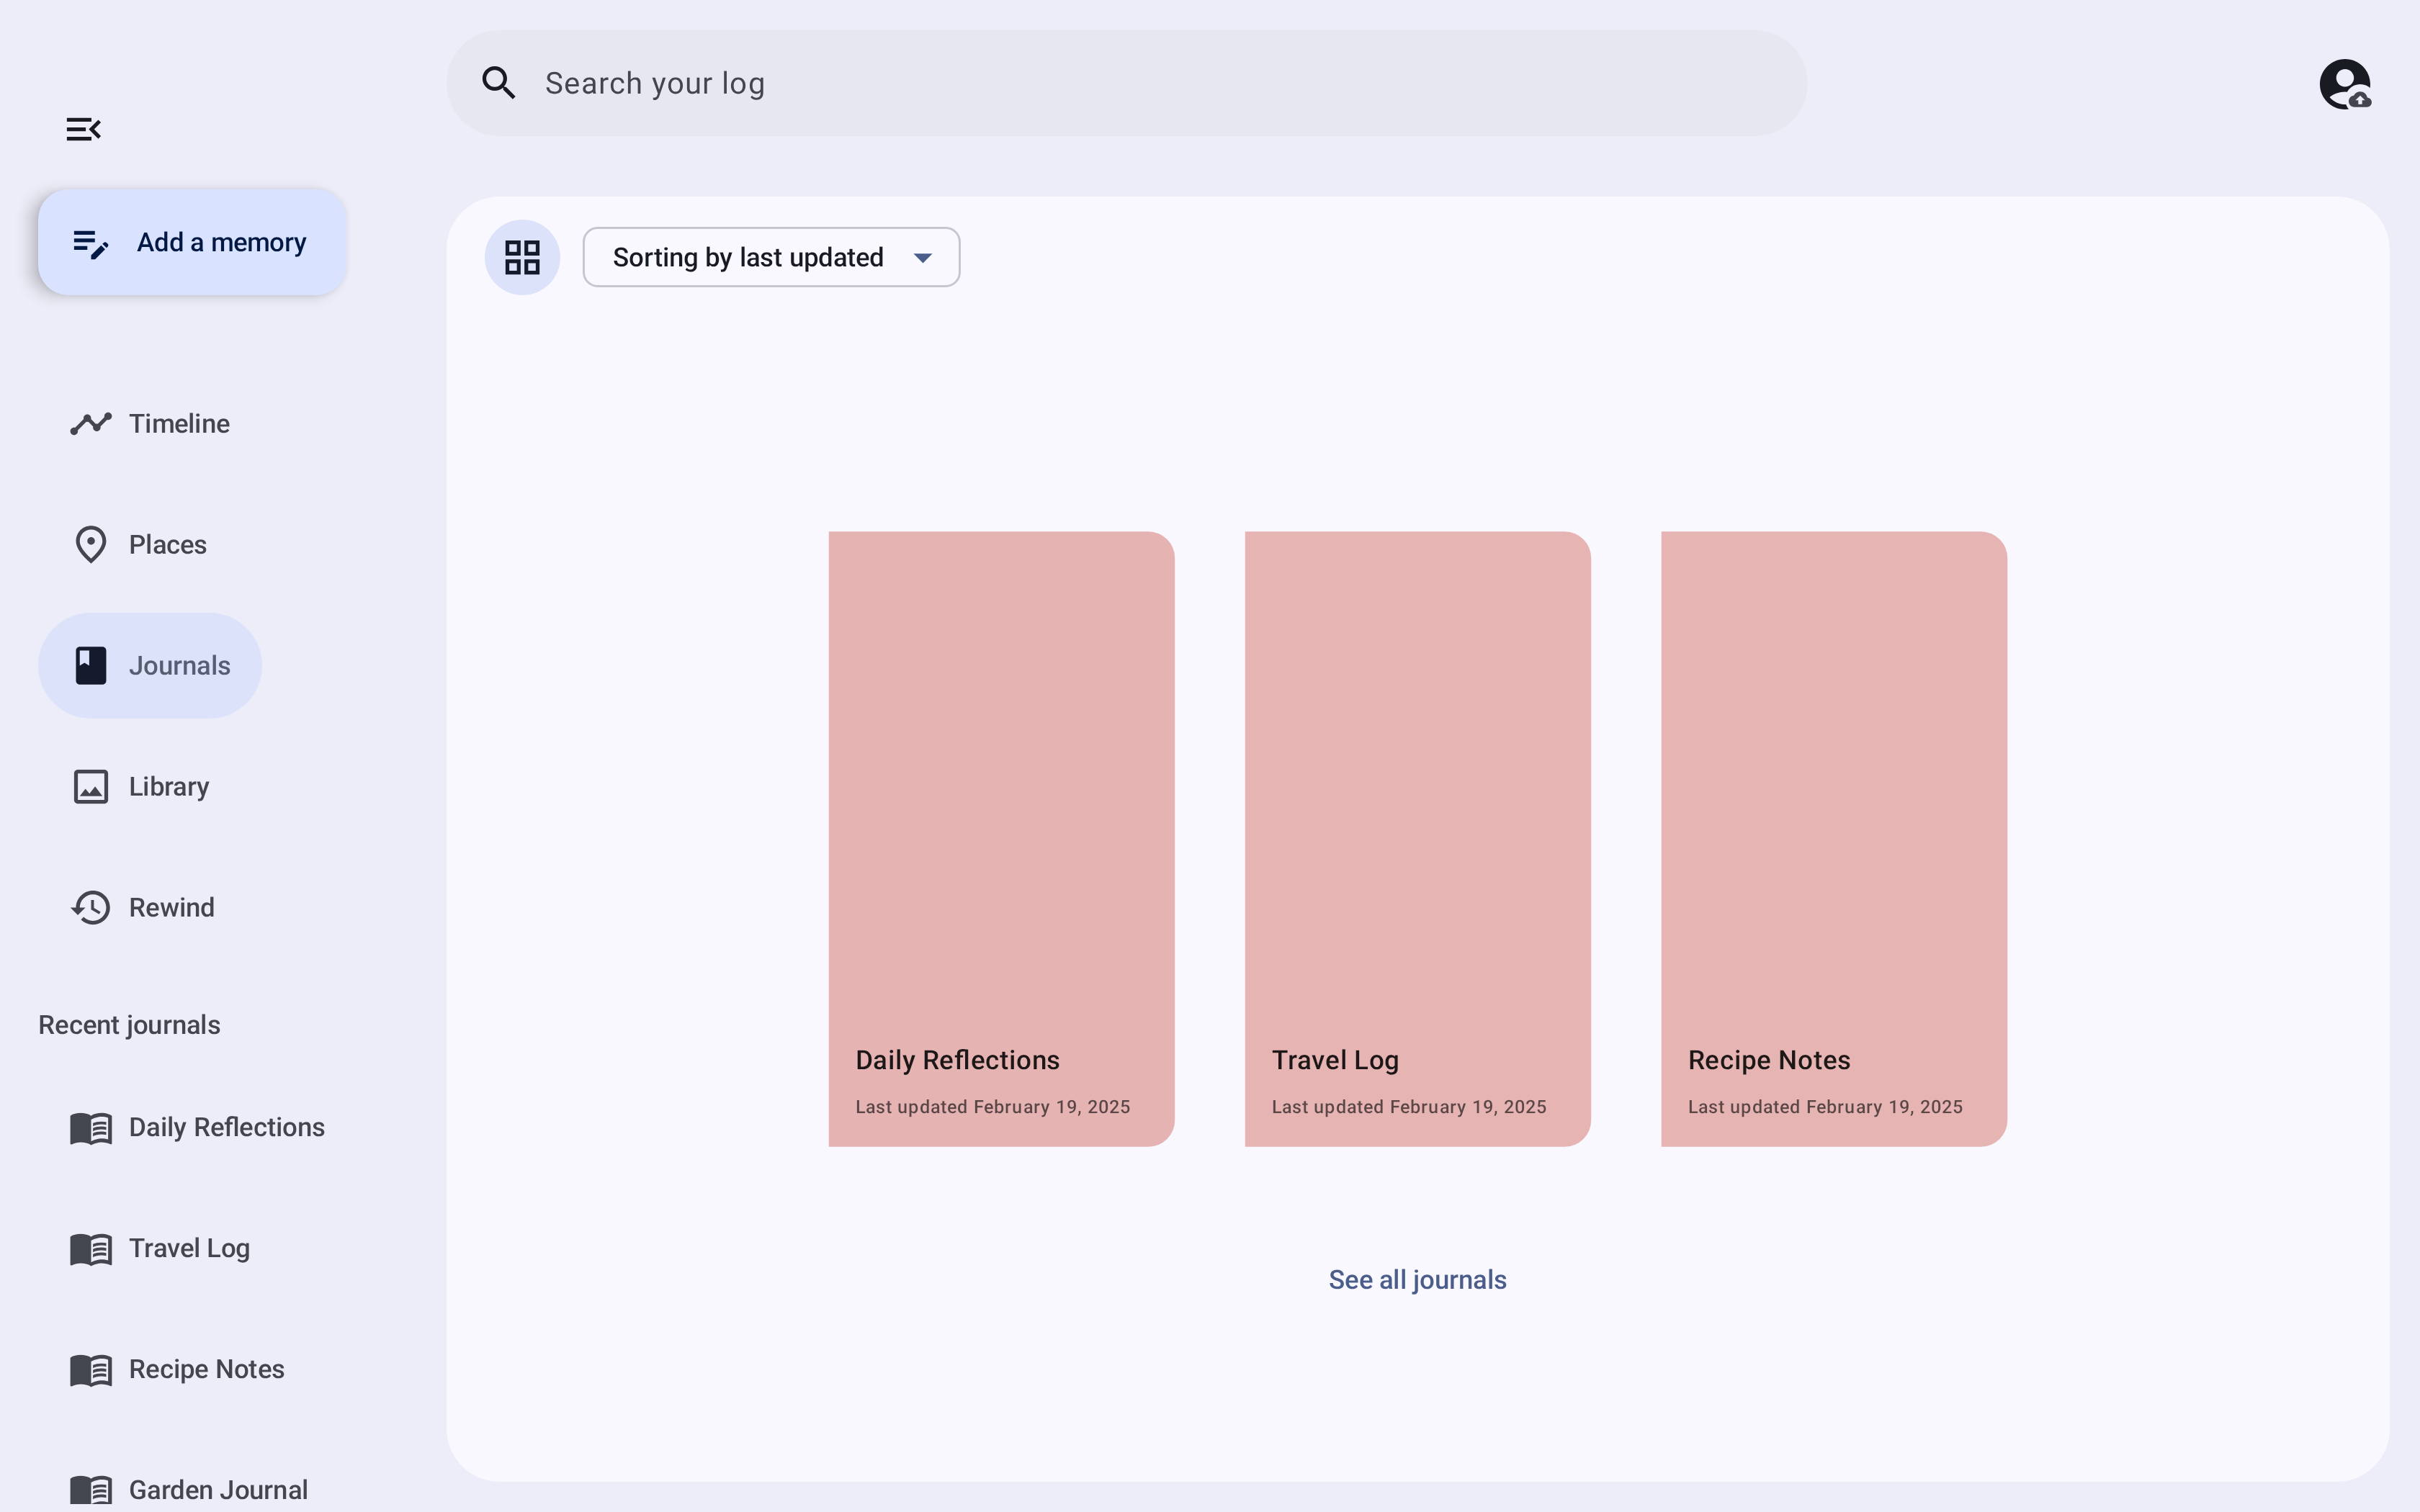 Search your log
Add a memory
Timeline
Places
Journals
Library
Rewind
Recent journals
Daily Reflections
Travel Log
Recipe Notes
Garden Journal
Sorting by last updated
Daily Reflections
Last updated February 19, 2025
Travel Log
Last updated February 19, 2025
Recipe Notes
Last updated February 19, 2025
See all journals